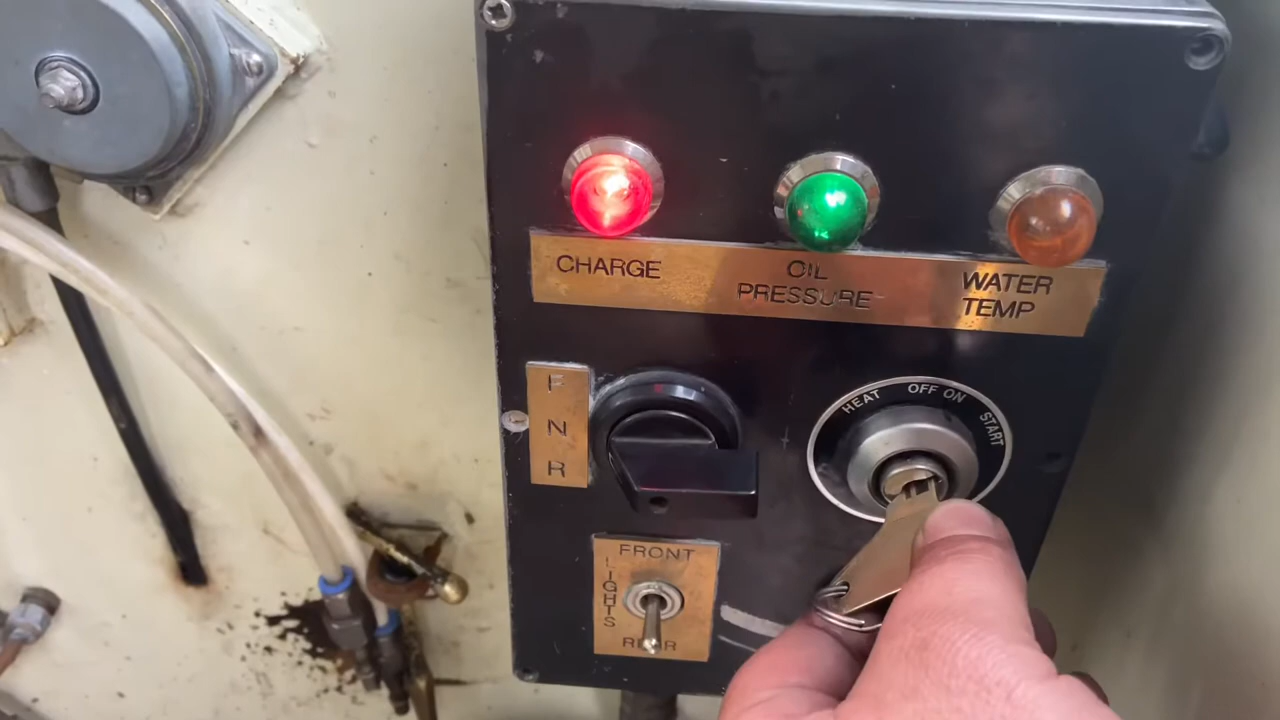 CHARGE
OIL
PRESSURE
WATER
TEMP
HEAT OFF ON START
F
N
R
FRONT
LIGHTS
REAR